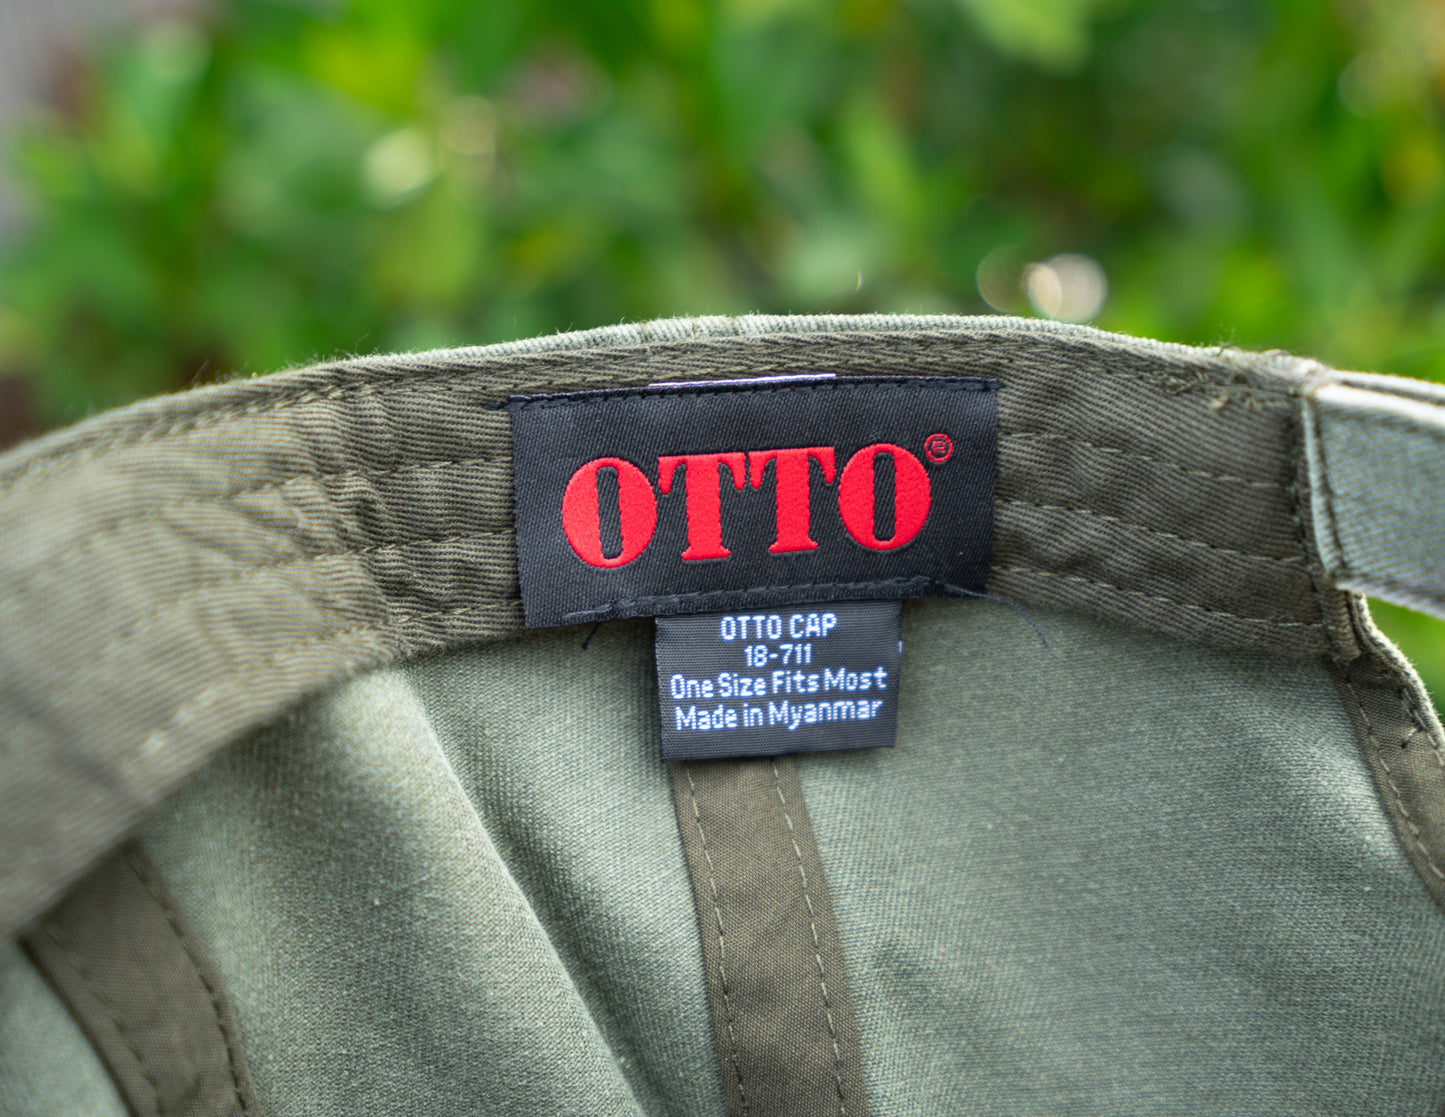 OTTO®
OTTO CAP
18-711
One Size Fits Most
Made in Myanmar